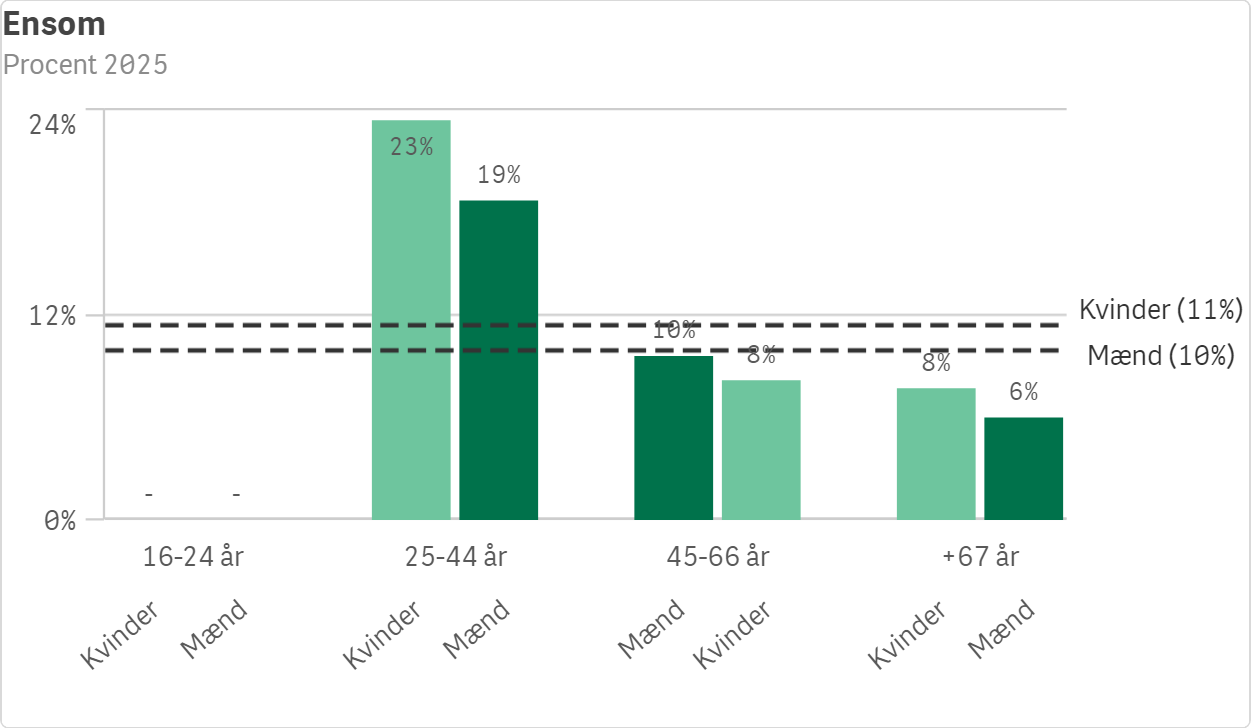 Ensom
Procent 2025
24%
12%
0%
23%
19%
10%
8%
8%
6%
-
-
Kvinder (11%)
Mænd (10%)
16-24 år
25-44 år
45-66 år
+67 år
Kvinder
Mænd
Kvinder
Mænd
Mænd
Kvinder
Kvinder
Mænd